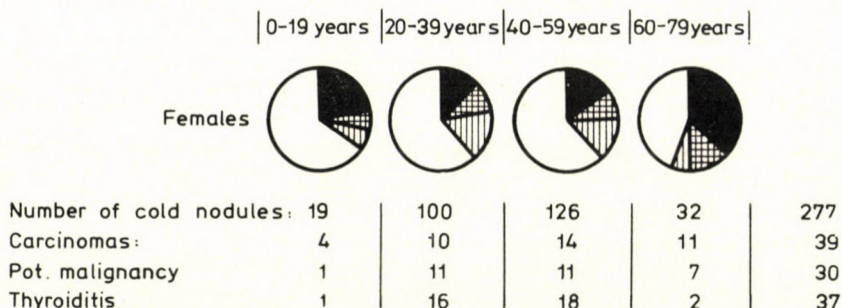 0-19 years 20-39 years 40-59 years 60-79 years
Females
Number of cold nodules: 19 100 126 32 277
Carcinomas: 4 10 14 11 39
Pot. malignancy 1 11 11 7 30
Thyroiditis 1 16 18 2 37